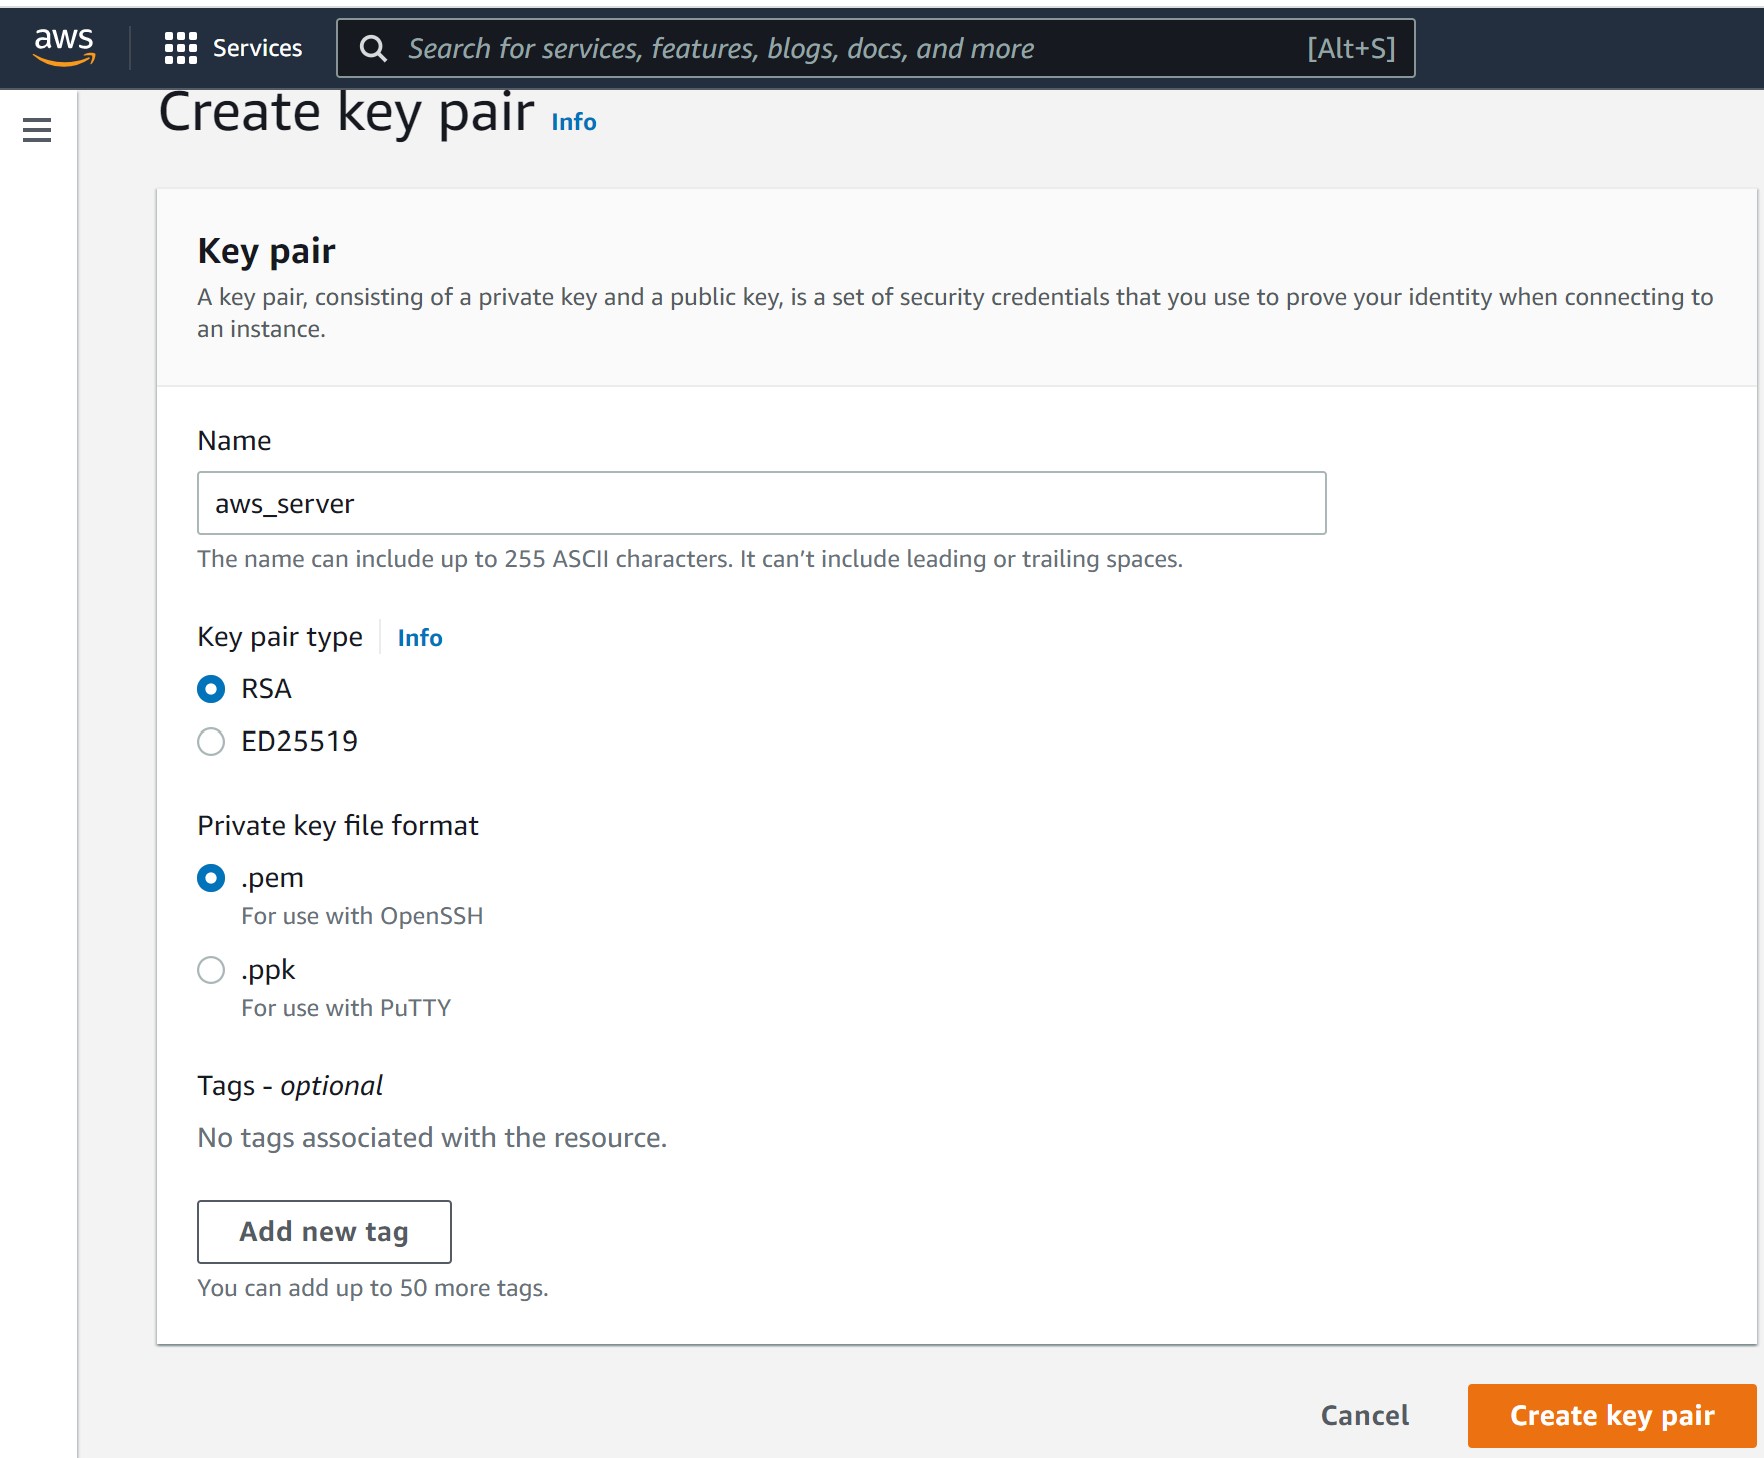 aws
Services
Search for services, features, blogs, docs, and more
[Alt+S]
Create key pair Info
Key pair
A key pair, consisting of a private key and a public key, is a set of security credentials that you use to prove your identity when connecting to
an instance.
Name
aws_server
The name can include up to 255 ASCII characters. It can’t include leading or trailing spaces.
Key pair type Info
RSA
ED25519
Private key file format
.pem
For use with OpenSSH
.ppk
For use with PuTTY
Tags - optional
No tags associated with the resource.
Add new tag
You can add up to 50 more tags.
Cancel
Create key pair